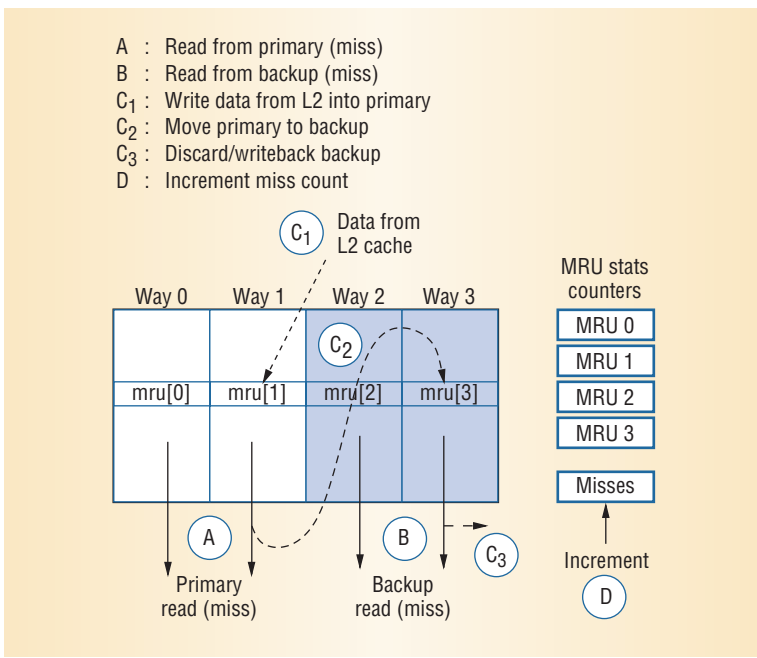 A : Read from primary (miss)
B : Read from backup (miss)
C1 : Write data from L2 into primary
C2 : Move primary to backup
C3 : Discard/writeback backup
D : Increment miss count
C1
Data from
L2 cache
MRU stats
counters
Way 0 Way 1 Way 2 Way 3
MRU 0
C2
MRU 1
mru[0] mru[1] mru[2] mru[3]
MRU 2
MRU 3
Misses
A
B
C3
Primary
read (miss)
Backup
read (miss)
Increment
D